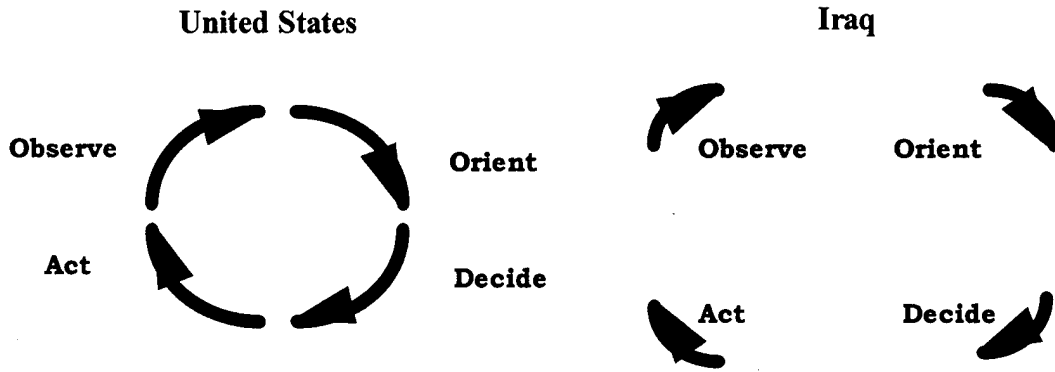 United States
Observe
Orient
Act
Decide
Iraq
Observe
Orient
Act
Decide